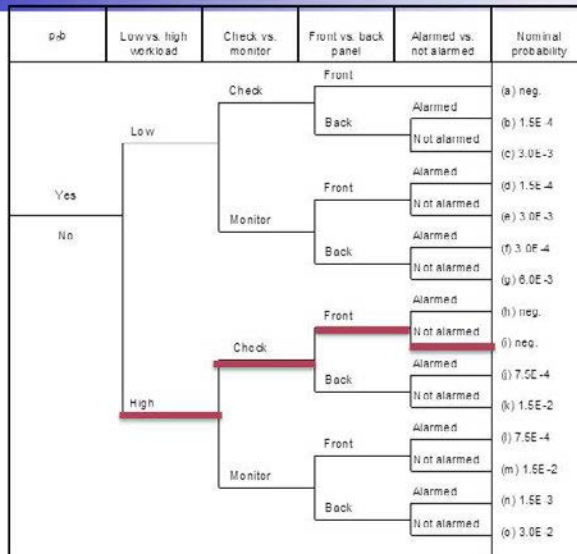 p_cb
Low vs. high workload
Check vs. monitor
Front vs. back panel
Alarmed vs. not alarmed
Nominal probability
Front
(a) neg.
Check
Alarmed
(b) 1.5E-4
Back
Not alarmed
(c) 3.0E-3
Low
Alarmed
(d) 1.5E-4
Front
Not alarmed
(e) 3.0E-3
Yes
Monitor
Alarmed
(f) 3.0E-4
No
Back
Not alarmed
(g) 6.0E-3
Alarmed
(h) neg.
Front
Not alarmed
(i) neg.
Check
Alarmed
(j) 7.5E-4
Back
High
Not alarmed
(k) 1.5E-2
Alarmed
(l) 7.5E-4
Front
Not alarmed
(m) 1.5E-2
Monitor
Alarmed
(n) 1.5E-3
Back
Not alarmed
(o) 3.0E-2